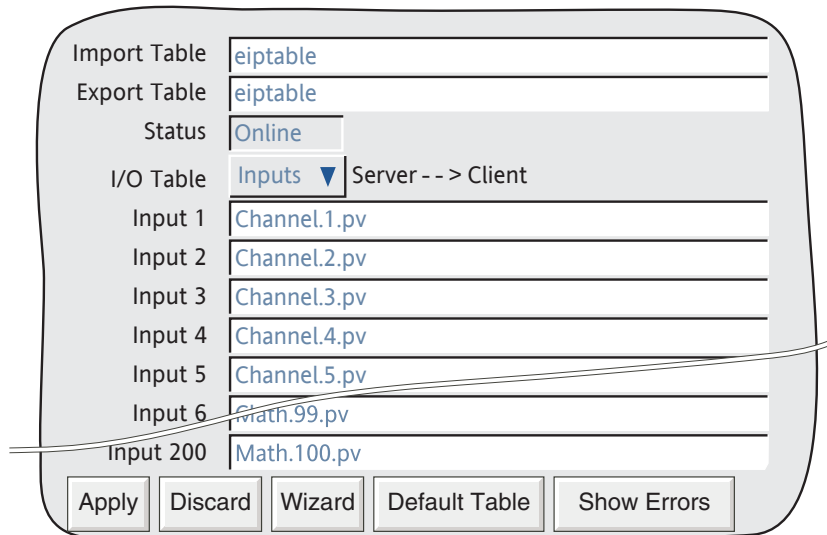 Import Table eiptable
Export Table eiptable
Status Online
I/O Table Inputs ▼ Server - - > Client
Input 1 Channel.1.pv
Input 2 Channel.2.pv
Input 3 Channel.3.pv
Input 4 Channel.4.pv
Input 5 Channel.5.pv
Input 6 Math.99.pv
Input 200 Math.100.pv
Apply Discard Wizard Default Table Show Errors